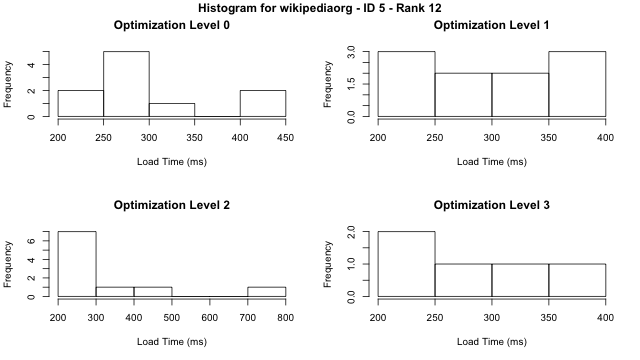 Histogram for wikipediaorg - ID 5 - Rank 12
Optimization Level 0
Frequency
0 2 4
200 250 300 350 400 450
Load Time (ms)
Optimization Level 1
Frequency
0.0 1.5 3.0
200 250 300 350 400
Load Time (ms)
Optimization Level 2
Frequency
0 2 4 6
200 300 400 500 600 700 800
Load Time (ms)
Optimization Level 3
Frequency
0.0 1.0 2.0
200 250 300 350 400
Load Time (ms)